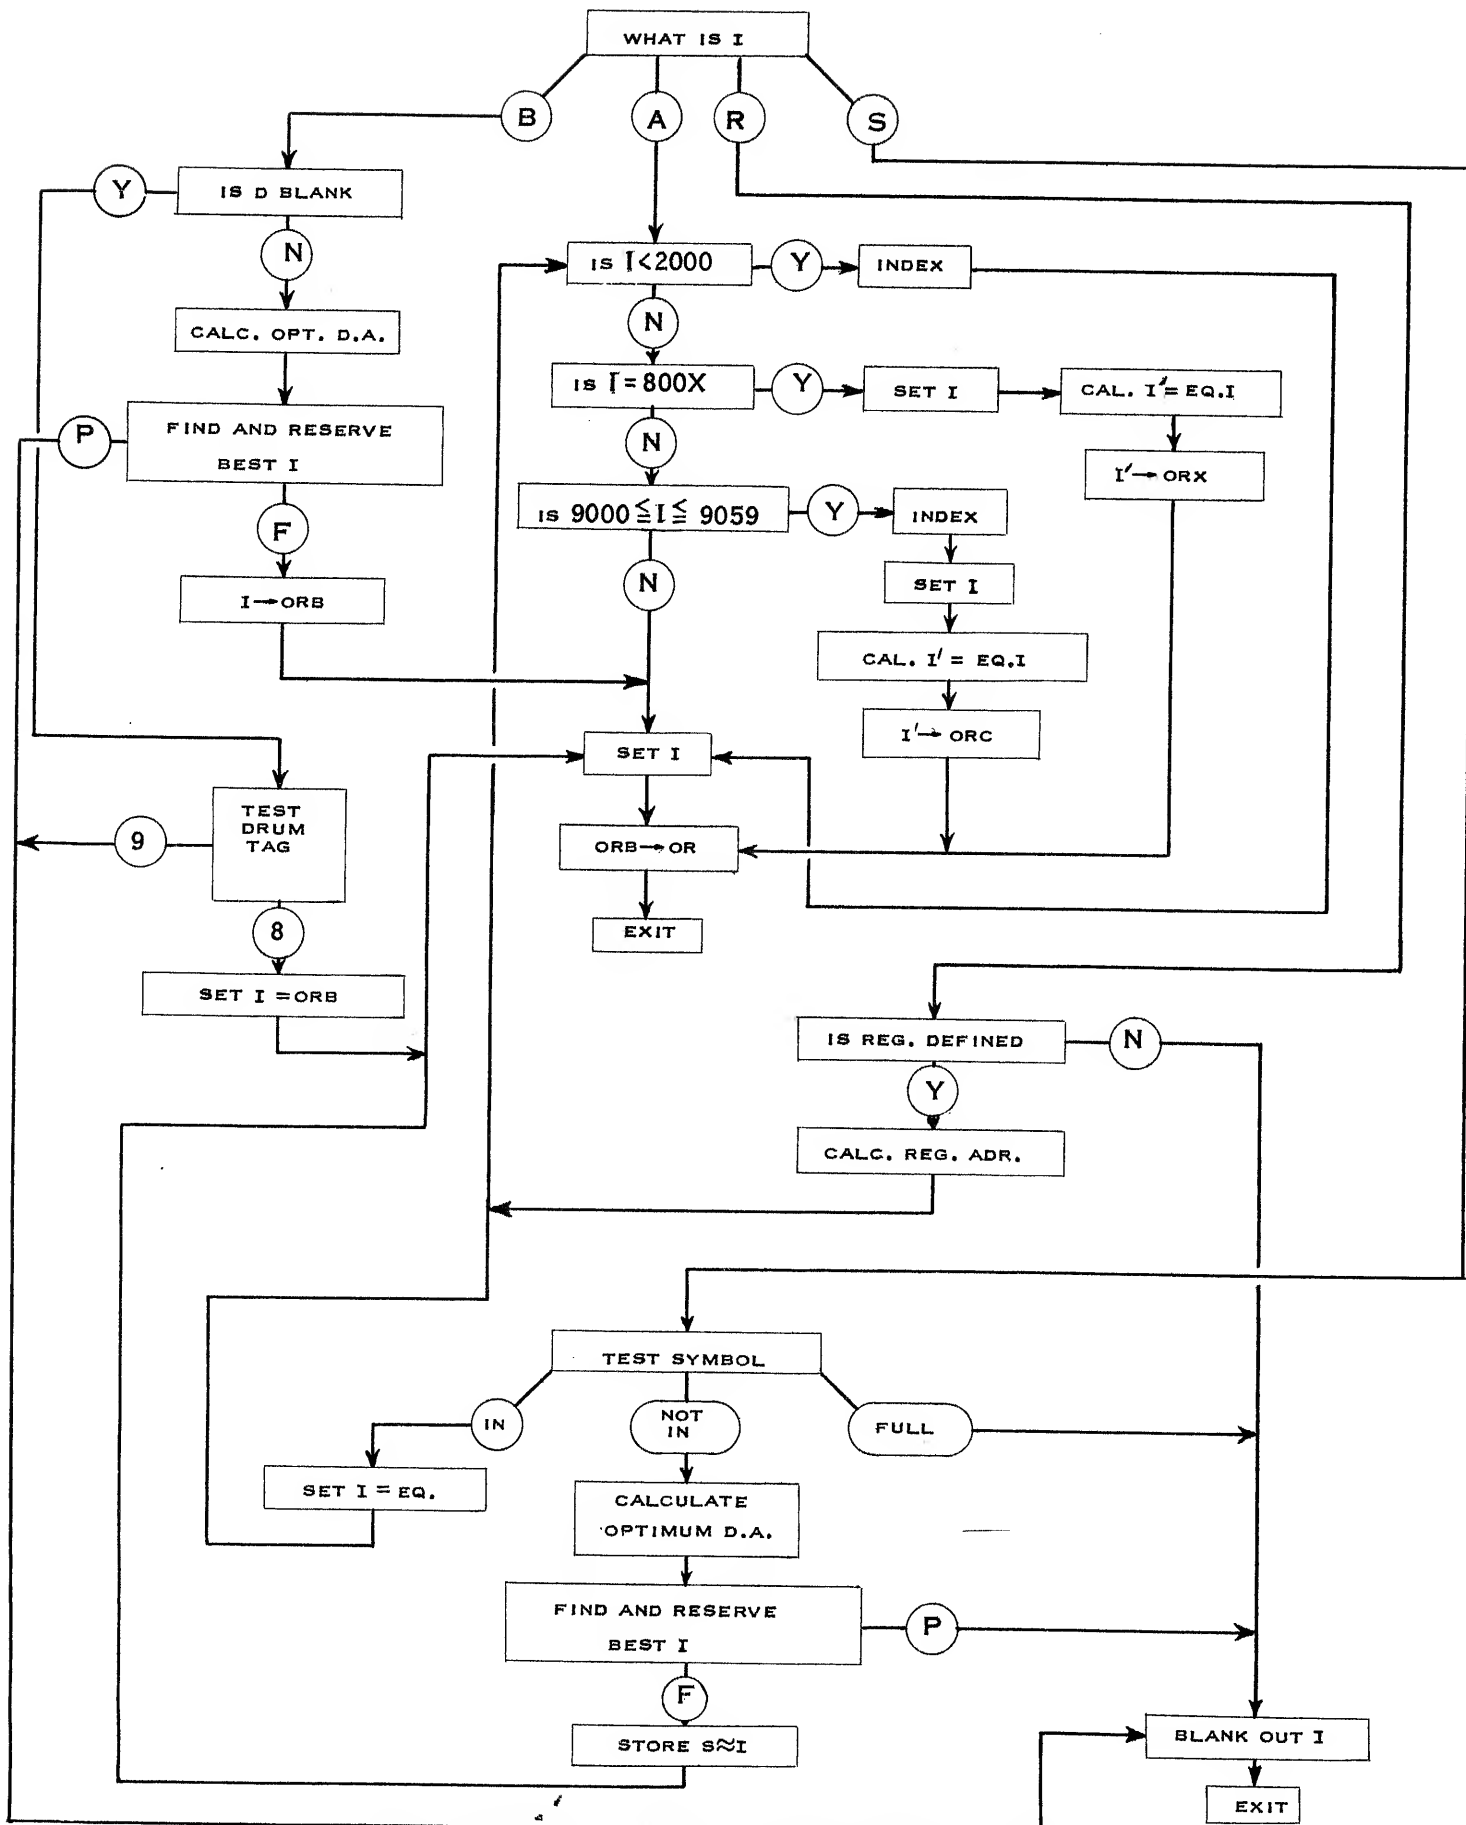 WHAT IS I
B
A
R
S
Y
IS D BLANK
N
IS I<2000
Y
INDEX
CALC. OPT. D.A.
N
IS I=800X
Y
SET I
CAL. I'=EQ.I
P
FIND AND RESERVE
BEST I
N
I'→ORX
IS 9000≦I≦9059
Y
INDEX
F
N
SET I
I→ORB
CAL. I'=EQ.I
I'→ORC
SET I
TEST
DRUM
TAG
9
ORB→OR
8
EXIT
SET I=ORB
IS REG. DEFINED
N
Y
CALC. REG. ADR.
TEST SYMBOL
IN
NOT
IN
FULL
SET I=EQ.
CALCULATE
OPTIMUM D.A.
FIND AND RESERVE
BEST I
P
F
STORE S≈I
BLANK OUT I
EXIT